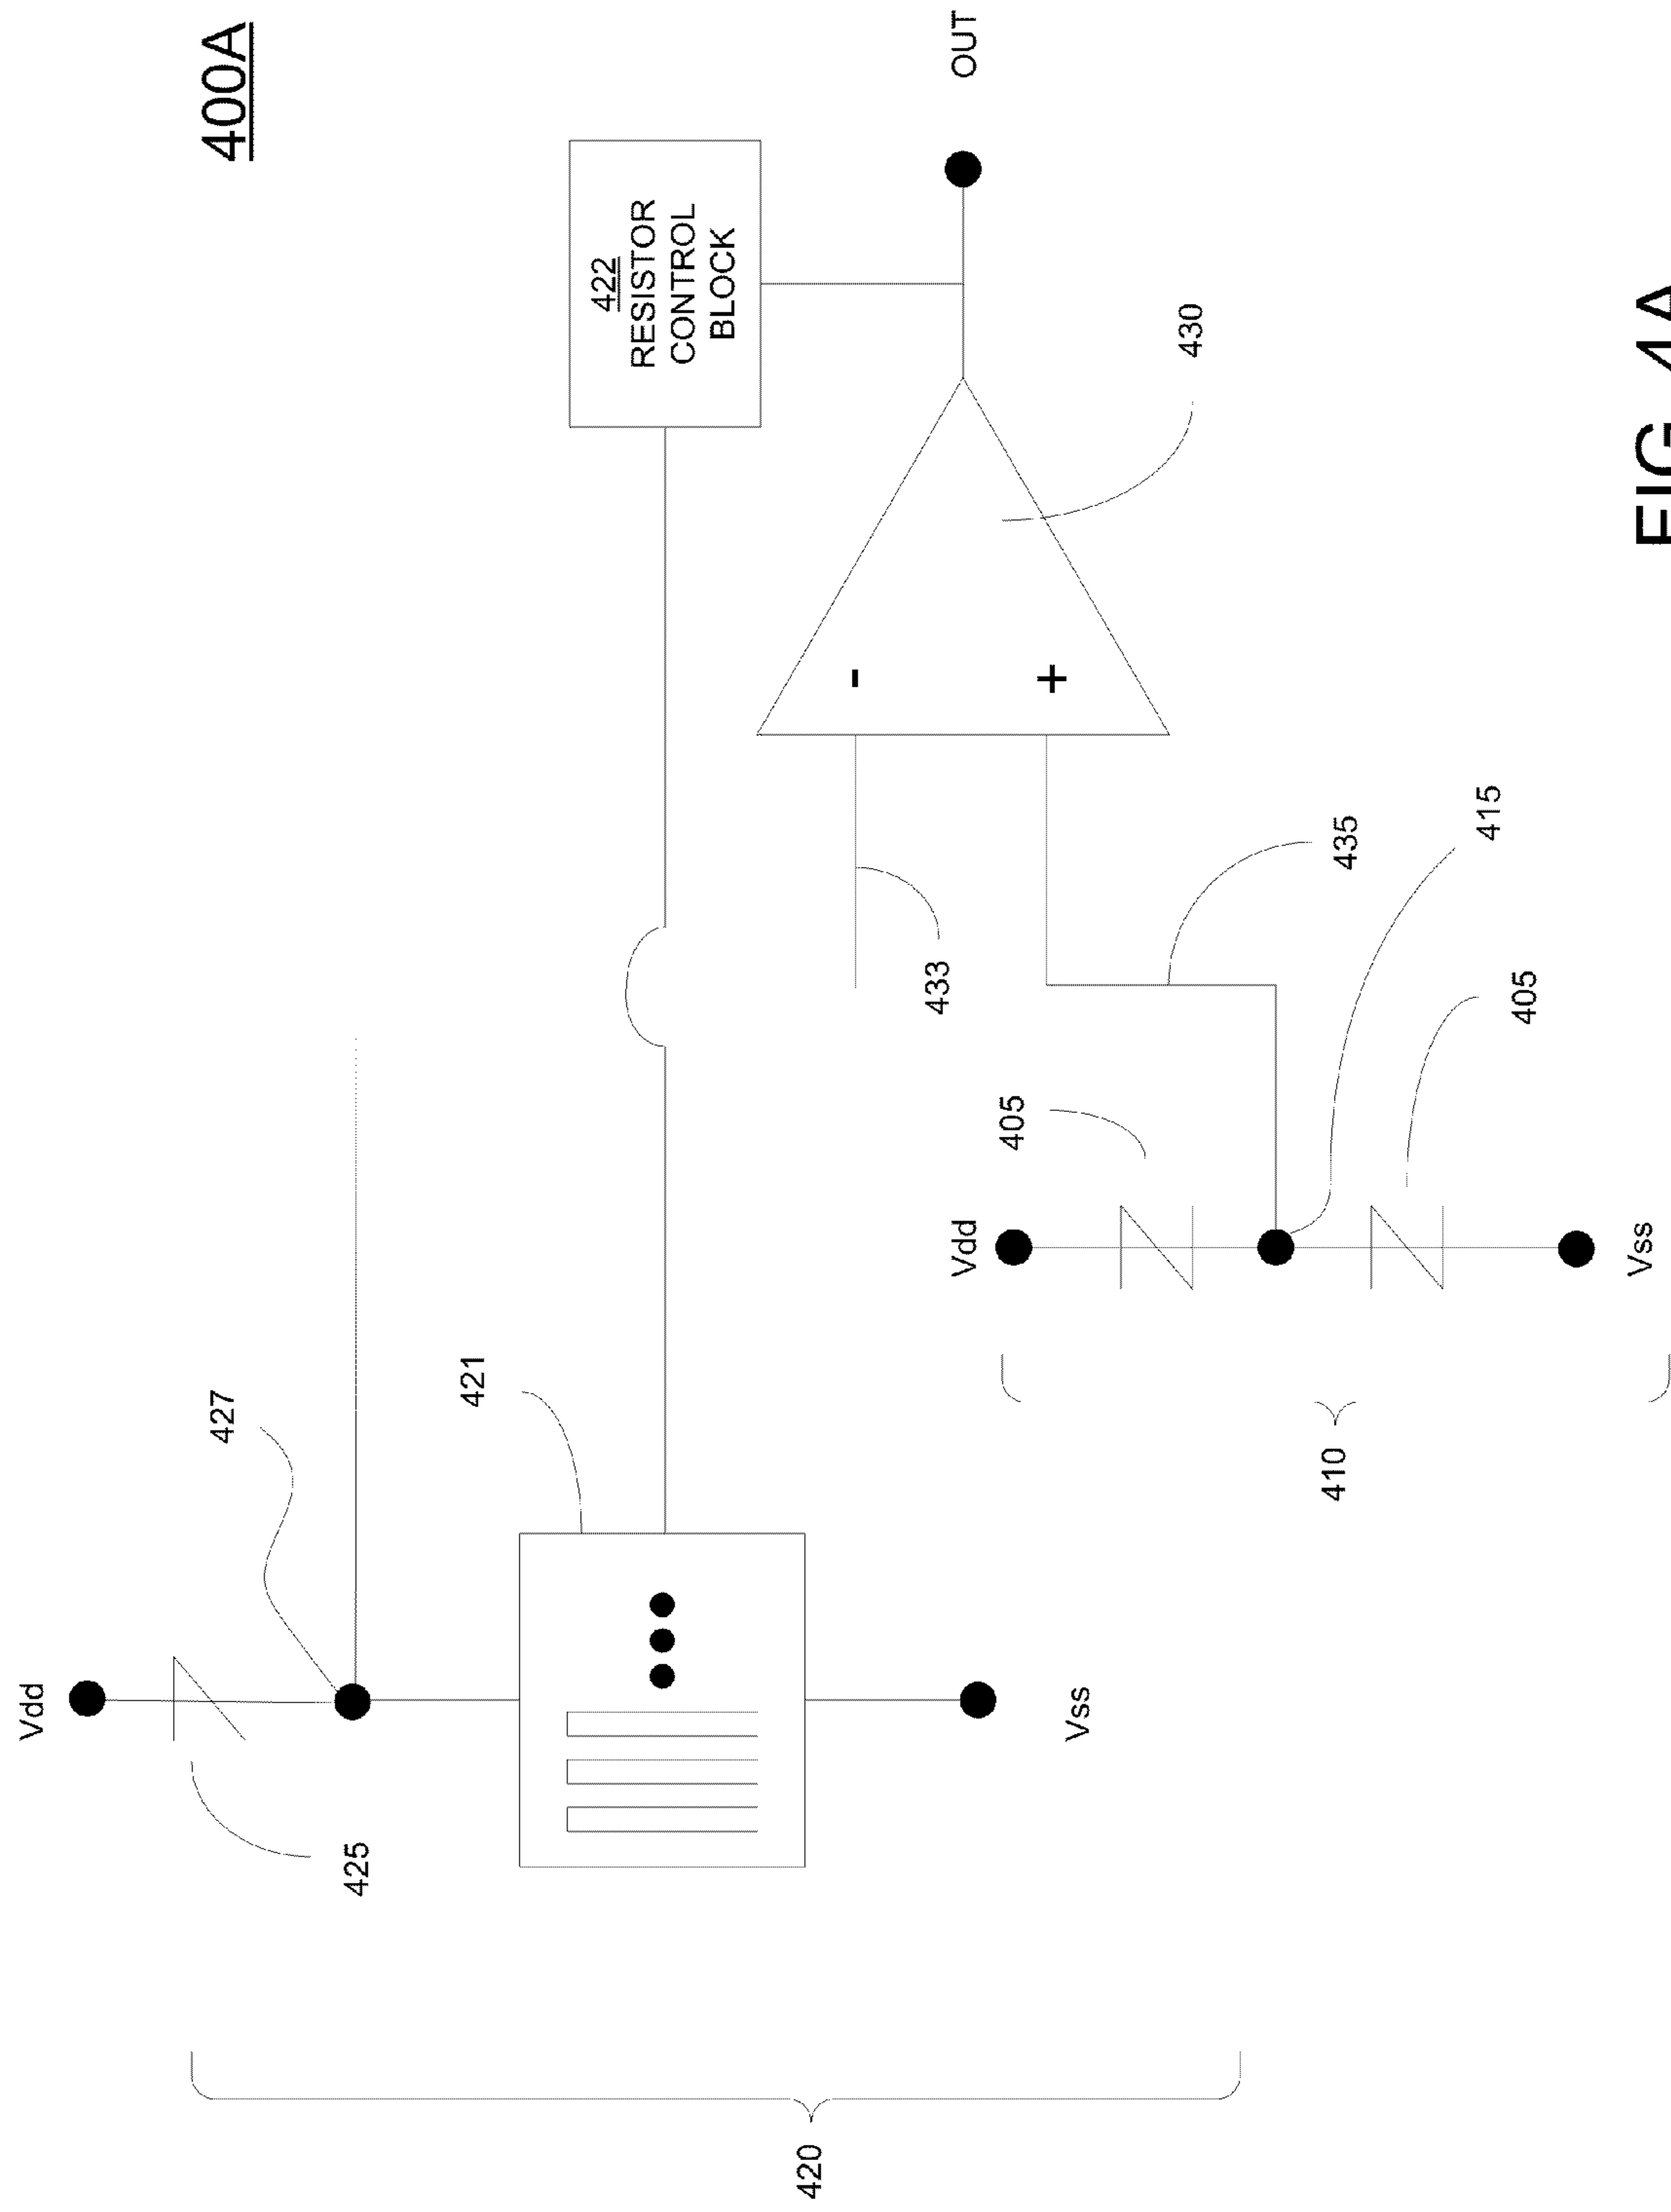 400A
Vdd
425
427
421
Vss
420
422
RESISTOR
CONTROL
BLOCK
OUT
-
+
430
433
435
415
Vdd
405
405
Vss
410
FIG. 4A